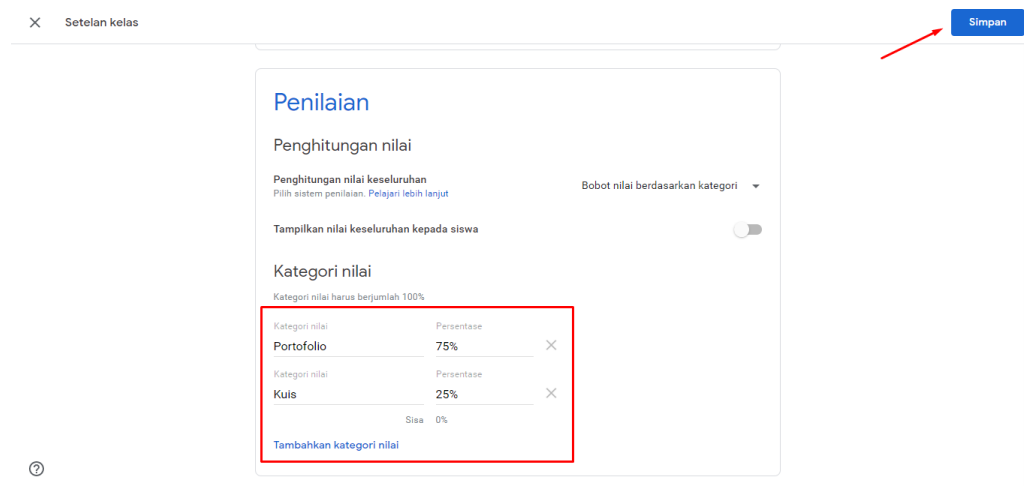 Setelan kelas
Simpan
Penilaian
Penghitungan nilai
Penghitungan nilai keseluruhan
Pilih sistem penilaian. Pelajari lebih lanjut
Bobot nilai berdasarkan kategori
Tampilkan nilai keseluruhan kepada siswa
Kategori nilai
Kategori nilai harus berjumlah 100%
Kategori nilai Persentase
Portofolio 75%
Kategori nilai Persentase
Kuis 25%
Sisa 0%
Tambahkan kategori nilai